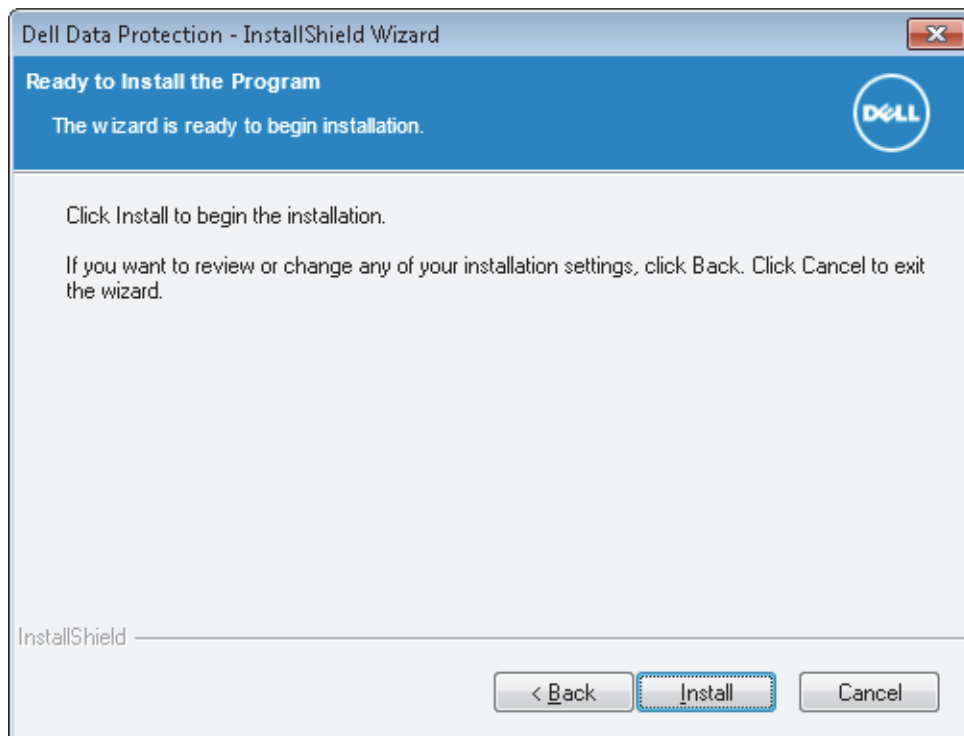 Dell Data Protection - InstallShield Wizard
Ready to Install the Program
The wizard is ready to begin installation.
DELL
Click Install to begin the installation.
If you want to review or change any of your installation settings, click Back. Click Cancel to exit
the wizard.
InstallShield
< Back Install Cancel